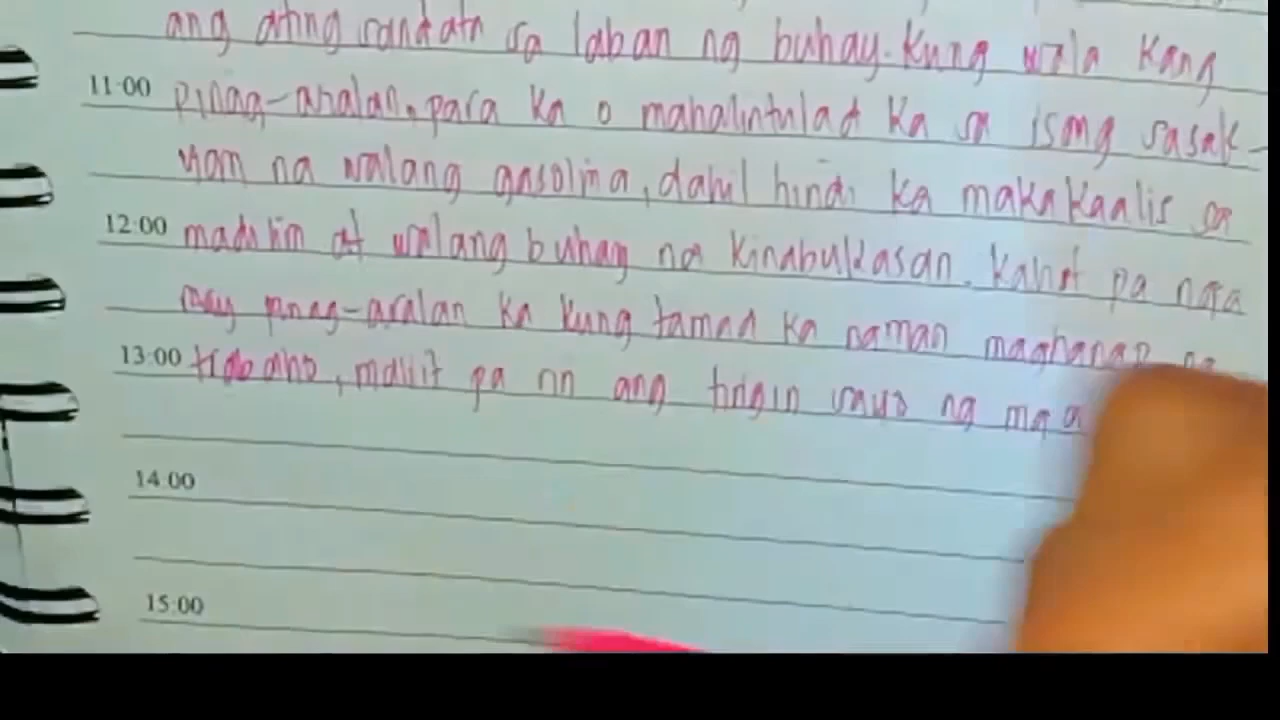 ang ating sandata sa laban ng buhay. Kung wala kang
11:00 pinag-aralan, para ka o mahalintulad ka sa isang sasak-
yan na walang gasolina, dahil hindi ka makakaalis sa
12:00 madilim at walang buhay na kinabukasan. Kahit pa nga
may pinag-aralan ka kung tamad ka naman maghanap ng
13:00 trabaho, maliit pa rin ang tingin sayo ng mga
14:00
15:00